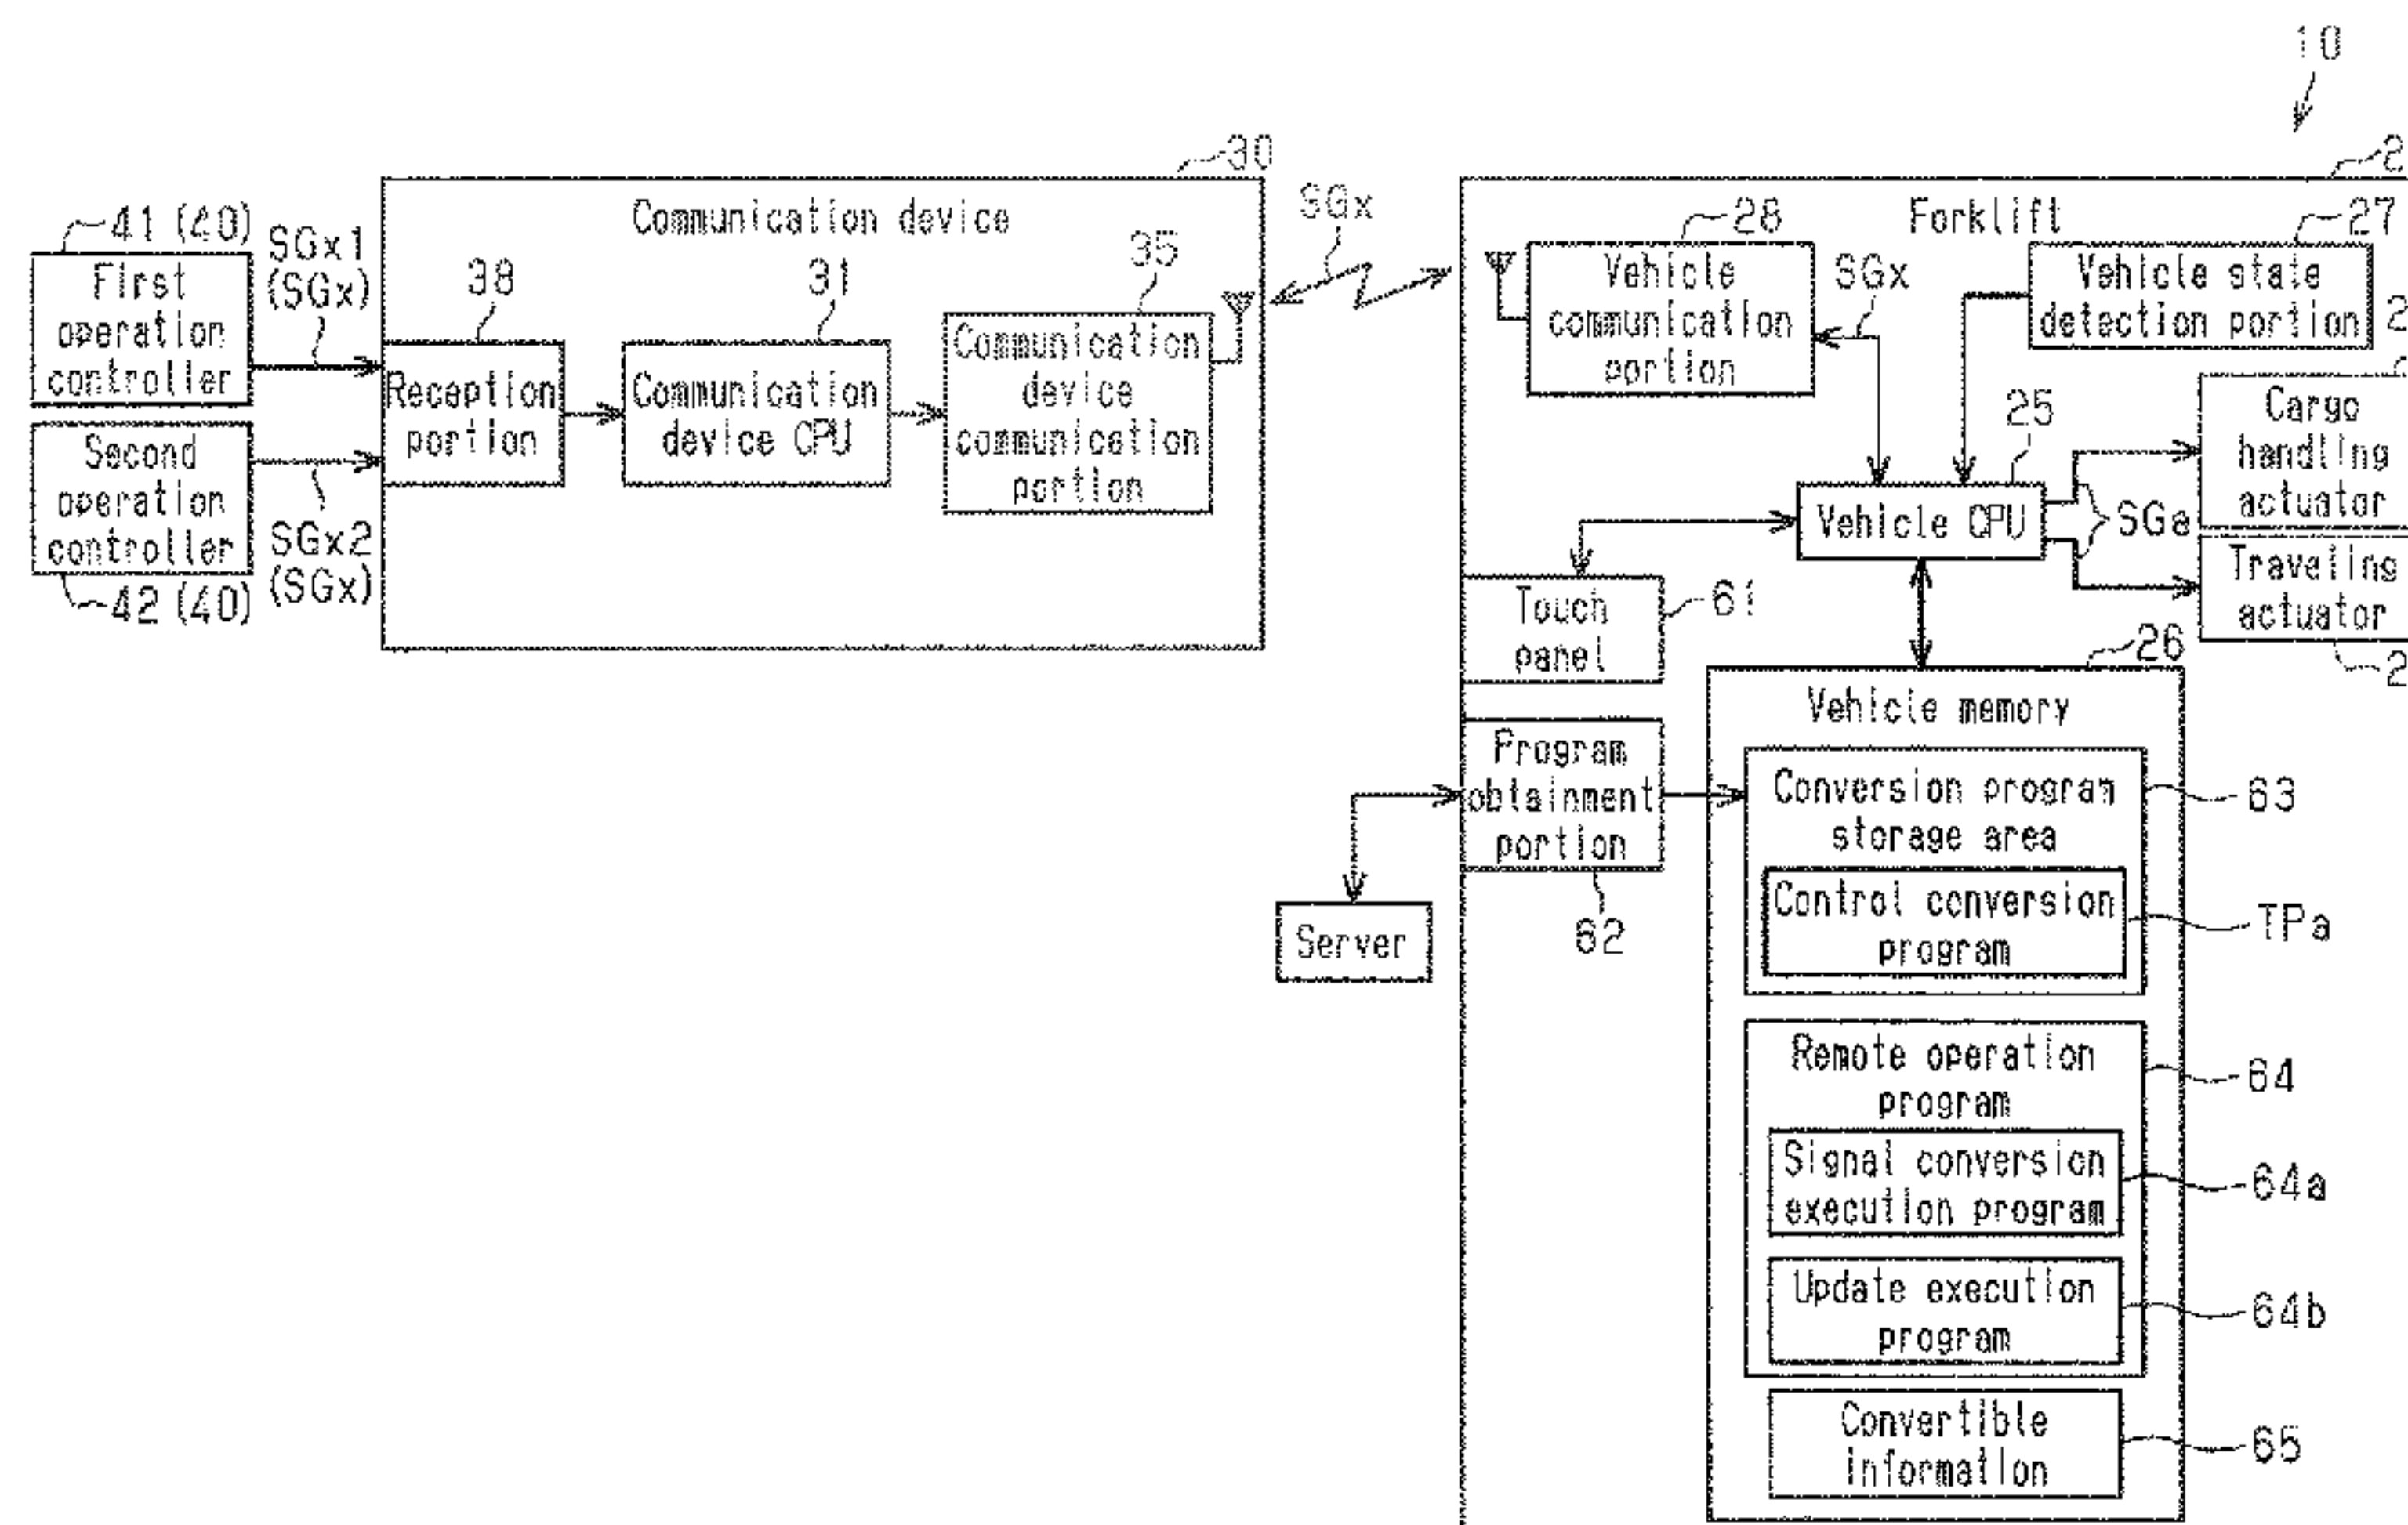 10
30
Communication device
41 (40)
First
operation
controller
SGx1
(SGx)
Second
operation
controller
42 (40)
SGx2
(SGx)
38
Reception
portion
31
Communication
device CPU
35
Communication
device
communication
portion
SGx
2
Forklift
28
Vehicle
communication
portion
SGx
27
Vehicle state
detection portion
2
Cargo
handling
actuator
25
Vehicle CPU
SGa
Traveling
actuator
2
Touch
panel
61
26
Vehicle memory
Program
obtainment
portion
62
Server
Conversion program
storage area
63
Control conversion
program
TPa
Remote operation
program
64
Signal conversion
execution program
64a
Update execution
program
64b
Convertible
information
65